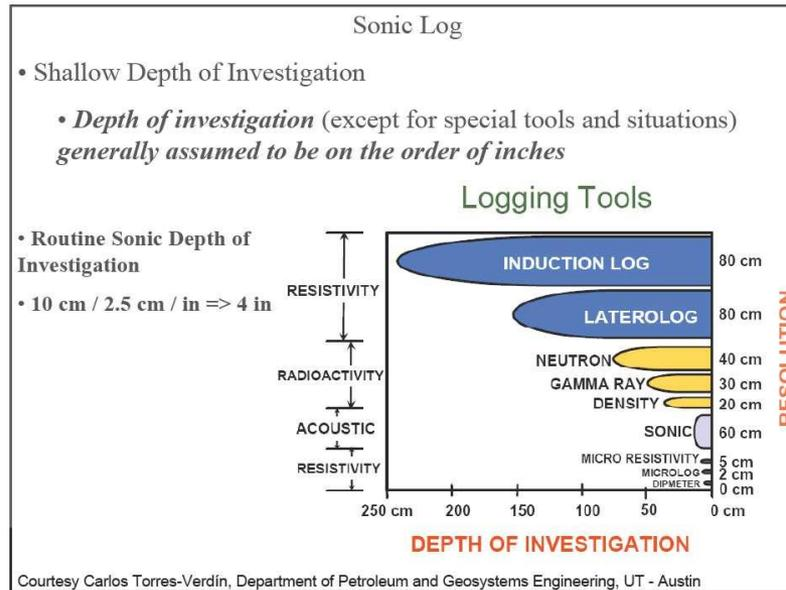 Sonic Log
• Shallow Depth of Investigation
• Depth of investigation (except for special tools and situations)
generally assumed to be on the order of inches
Logging Tools
• Routine Sonic Depth of
Investigation
• 10 cm / 2.5 cm / in => 4 in
RESISTIVITY
RADIOACTIVITY
ACOUSTIC
RESISTIVITY
INDUCTION LOG
80 cm
LATEROLOG
80 cm
NEUTRON
40 cm
GAMMA RAY
30 cm
DENSITY
20 cm
SONIC
60 cm
MICRO RESISTIVITY
5 cm
MICROLOG
2 cm
DIPMETER
0 cm
RESOLUTION
250 cm 200 150 100 50 0 cm
DEPTH OF INVESTIGATION
Courtesy Carlos Torres-Verdín, Department of Petroleum and Geosystems Engineering, UT - Austin